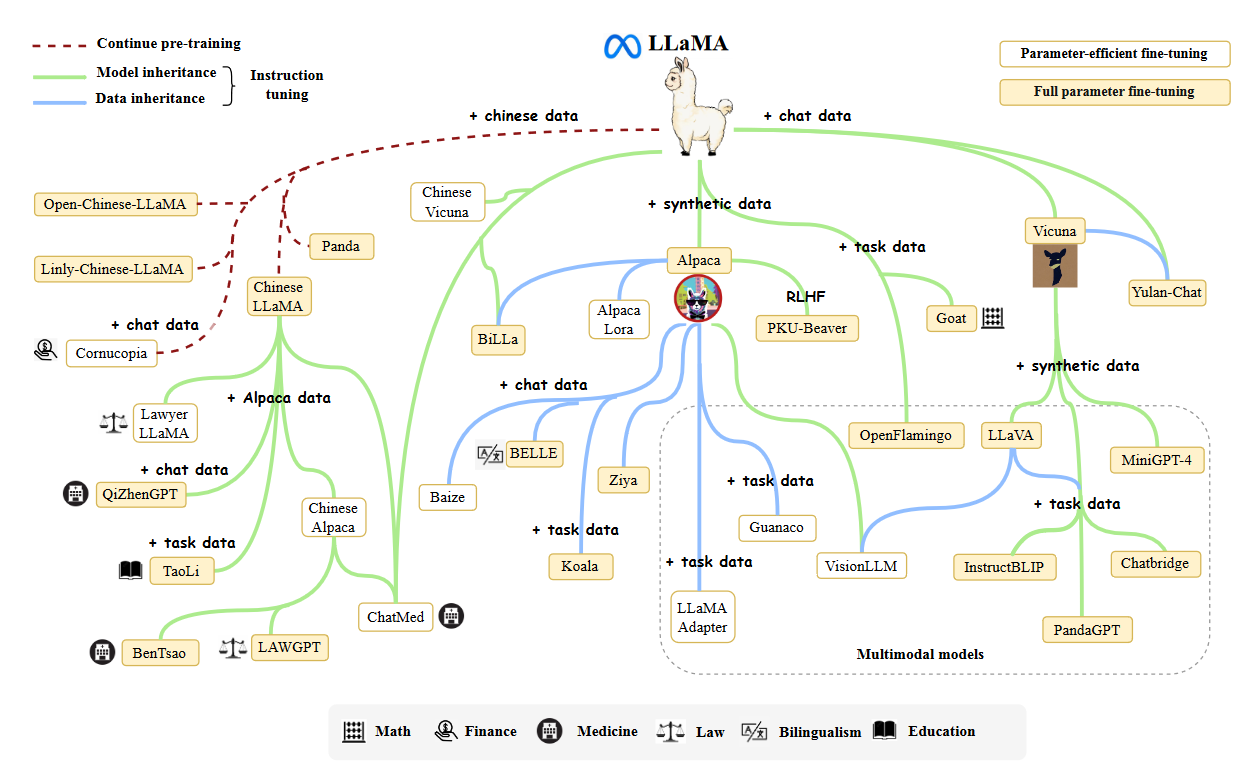 LLaMA
Continue pre-training
Model inheritance
Data inheritance
Instruction
tuning
Parameter-efficient fine-tuning
Full parameter fine-tuning
+ chinese data
+ chat data
Chinese
Vicuna
Open-Chinese-LLaMA
+ synthetic data
Vicuna
Panda
+ task data
Linly-Chinese-LLaMA
Alpaca
Chinese
LLaMA
Yulan-Chat
RLHF
Alpaca
Lora
Goat
+ chat data
PKU-Beaver
BiLLa
Cornucopia
+ synthetic data
+ chat data
+ Alpaca data
Lawyer
LLaMA
OpenFlamingo
LLaVA
BELLE
MiniGPT-4
+ chat data
Ziya
+ task data
QiZhenGPT
Baize
+ task data
Chinese
Alpaca
Guanaco
+ task data
+ task data
Koala
+ task data
VisionLLM
InstructBLIP
Chatbridge
TaoLi
ChatMed
LLaMA
Adapter
PandaGPT
BenTsao
LAWGPT
Multimodal models
Math
Finance
Medicine
Law
A
文
Bilingualism
Education